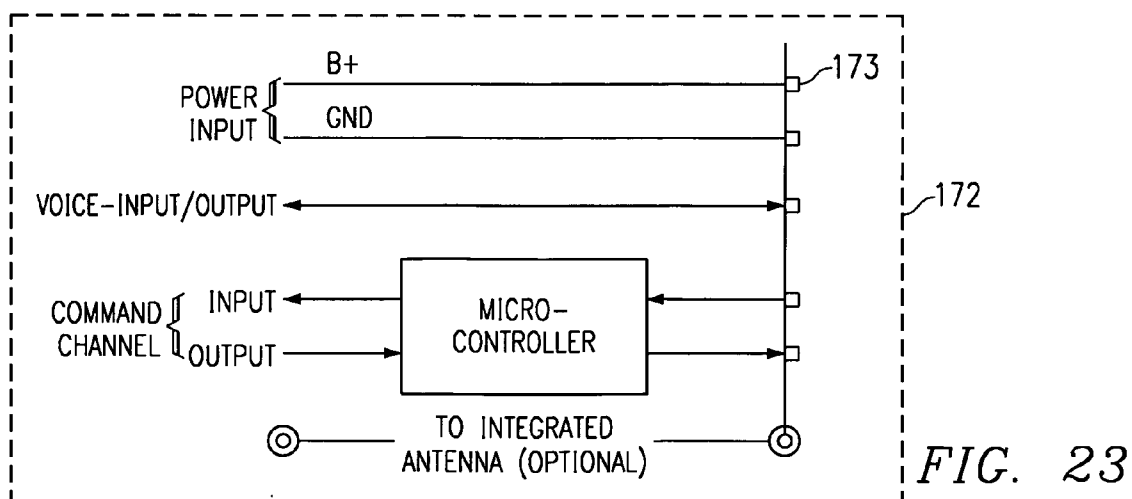 B+
173
POWER
INPUT
GND
172
VOICE-INPUT/OUTPUT
INPUT
COMMAND
CHANNEL
OUTPUT
MICRO-
CONTROLLER
TO INTEGRATED
ANTENNA (OPTIONAL)
FIG. 23